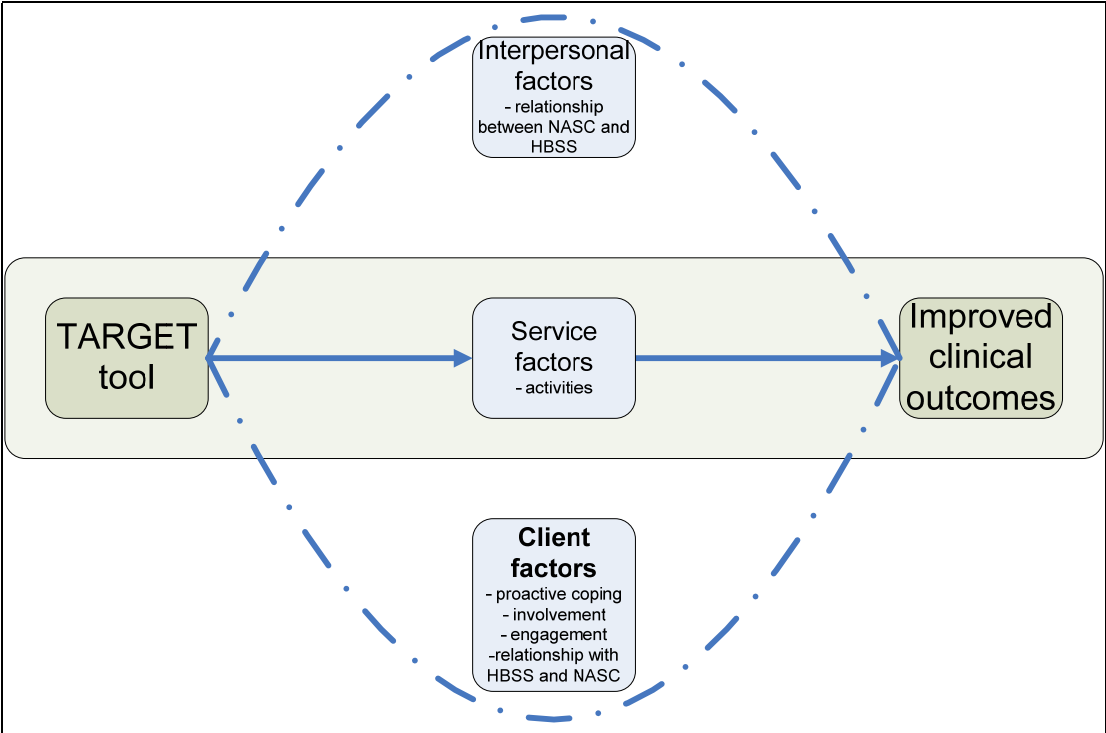 Interpersonal
factors
- relationship
between NASC and
HBSS
TARGET
tool
Service
factors
- activities
Improved
clinical
outcomes
Client
factors
- proactive coping
- involvement
- engagement
-relationship with
HBSS and NASC